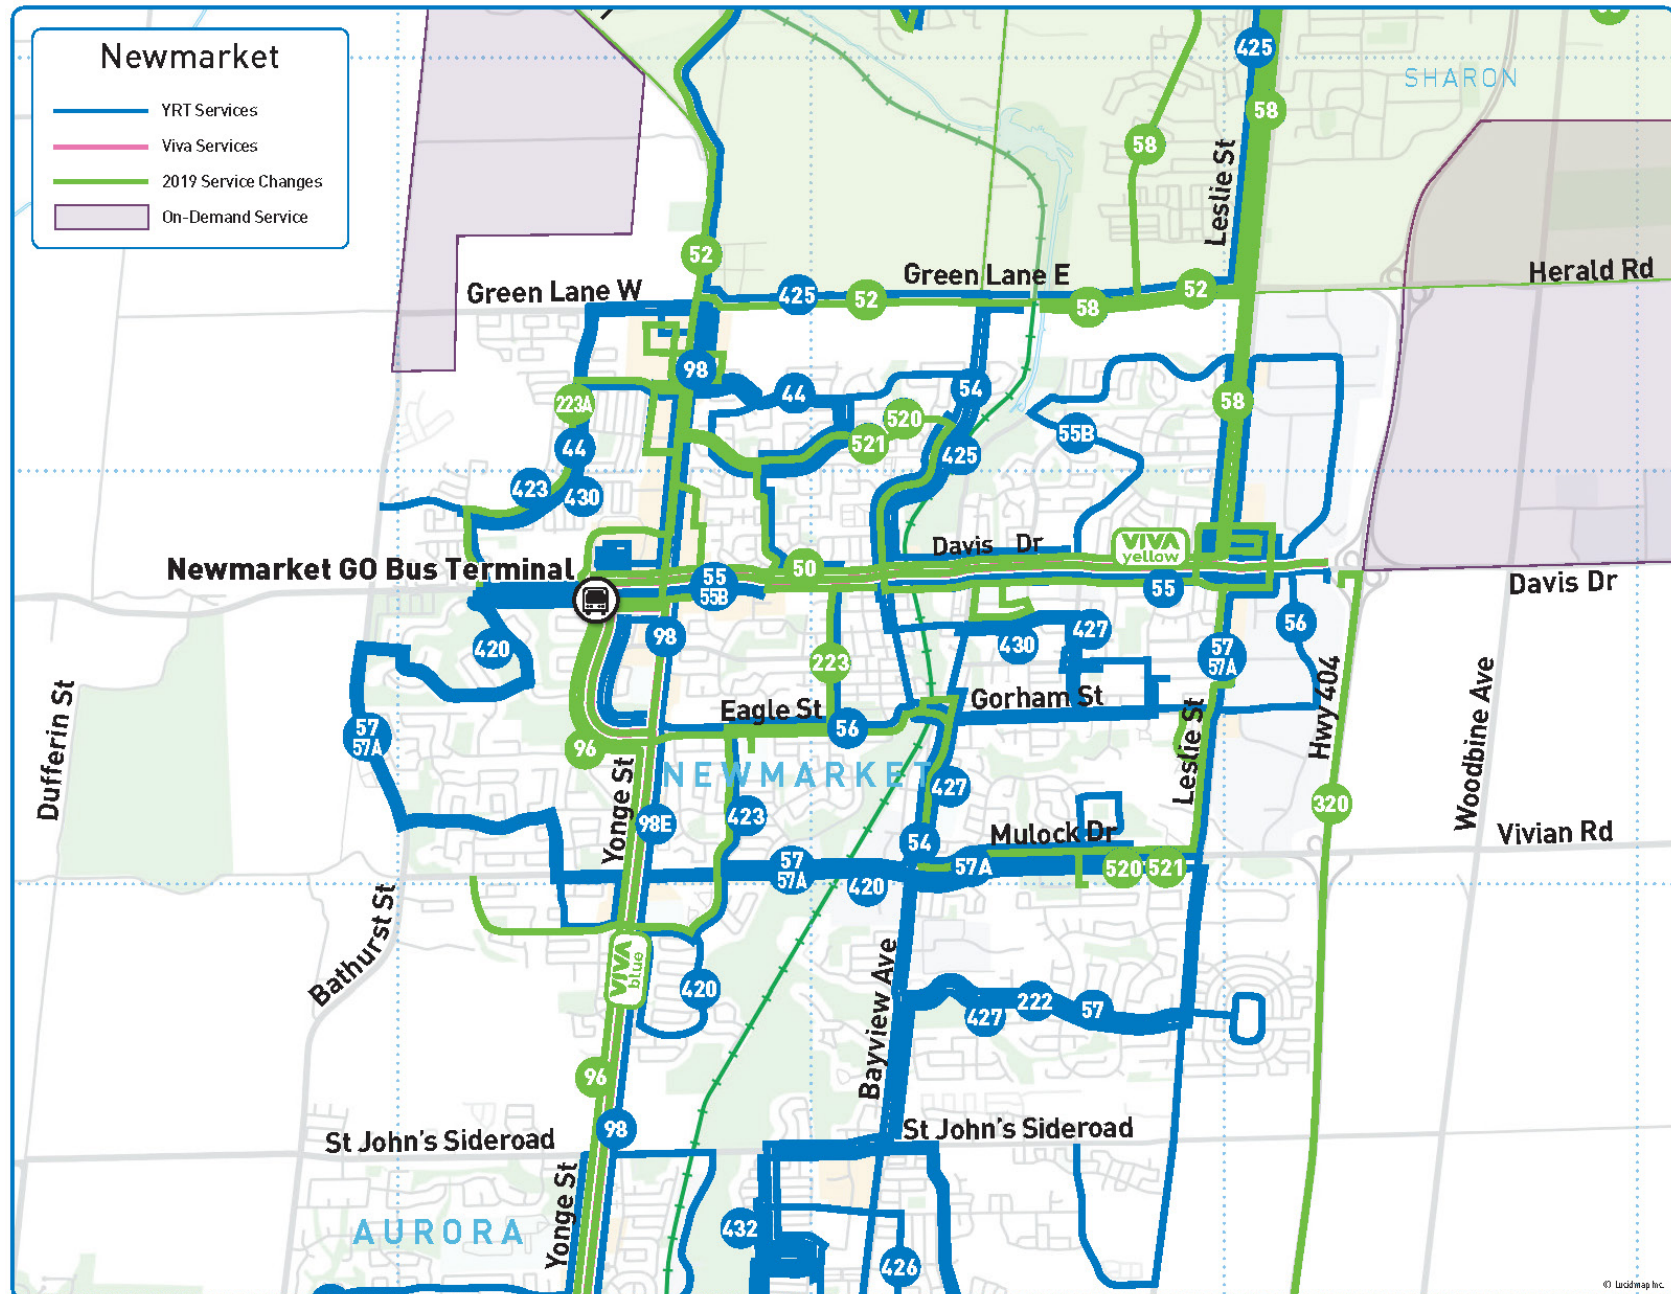 Newmarket
YRT Services
Viva Services
2019 Service Changes
On-Demand Service
425
SHARON
58
58
Leslie St
52
Green Lane E
Herald Rd
Green Lane W
425
52
58
52
98
44
54
223A
520
58
521
55B
44
425
423
430
Davis Dr
VIVA
yellow
Newmarket GO Bus Terminal
50
55
55B
55
Davis Dr
98
427
56
420
430
57
57A
223
Gorham St
Eagle St
56
57
57A
96
Dufferin St
Yonge St
NEWMARKET
427
Leslie St
Hwy 404
Woodbine Ave
320
98E
423
54
Mulock Dr
Vivian Rd
57
57A
420
57A
520
521
Bathurst St
VIVA
blue
420
Bayview Ave
427
222
57
96
98
St John's Sideroad
St John's Sideroad
Yonge St
AURORA
432
426
© Lucidmap Inc.